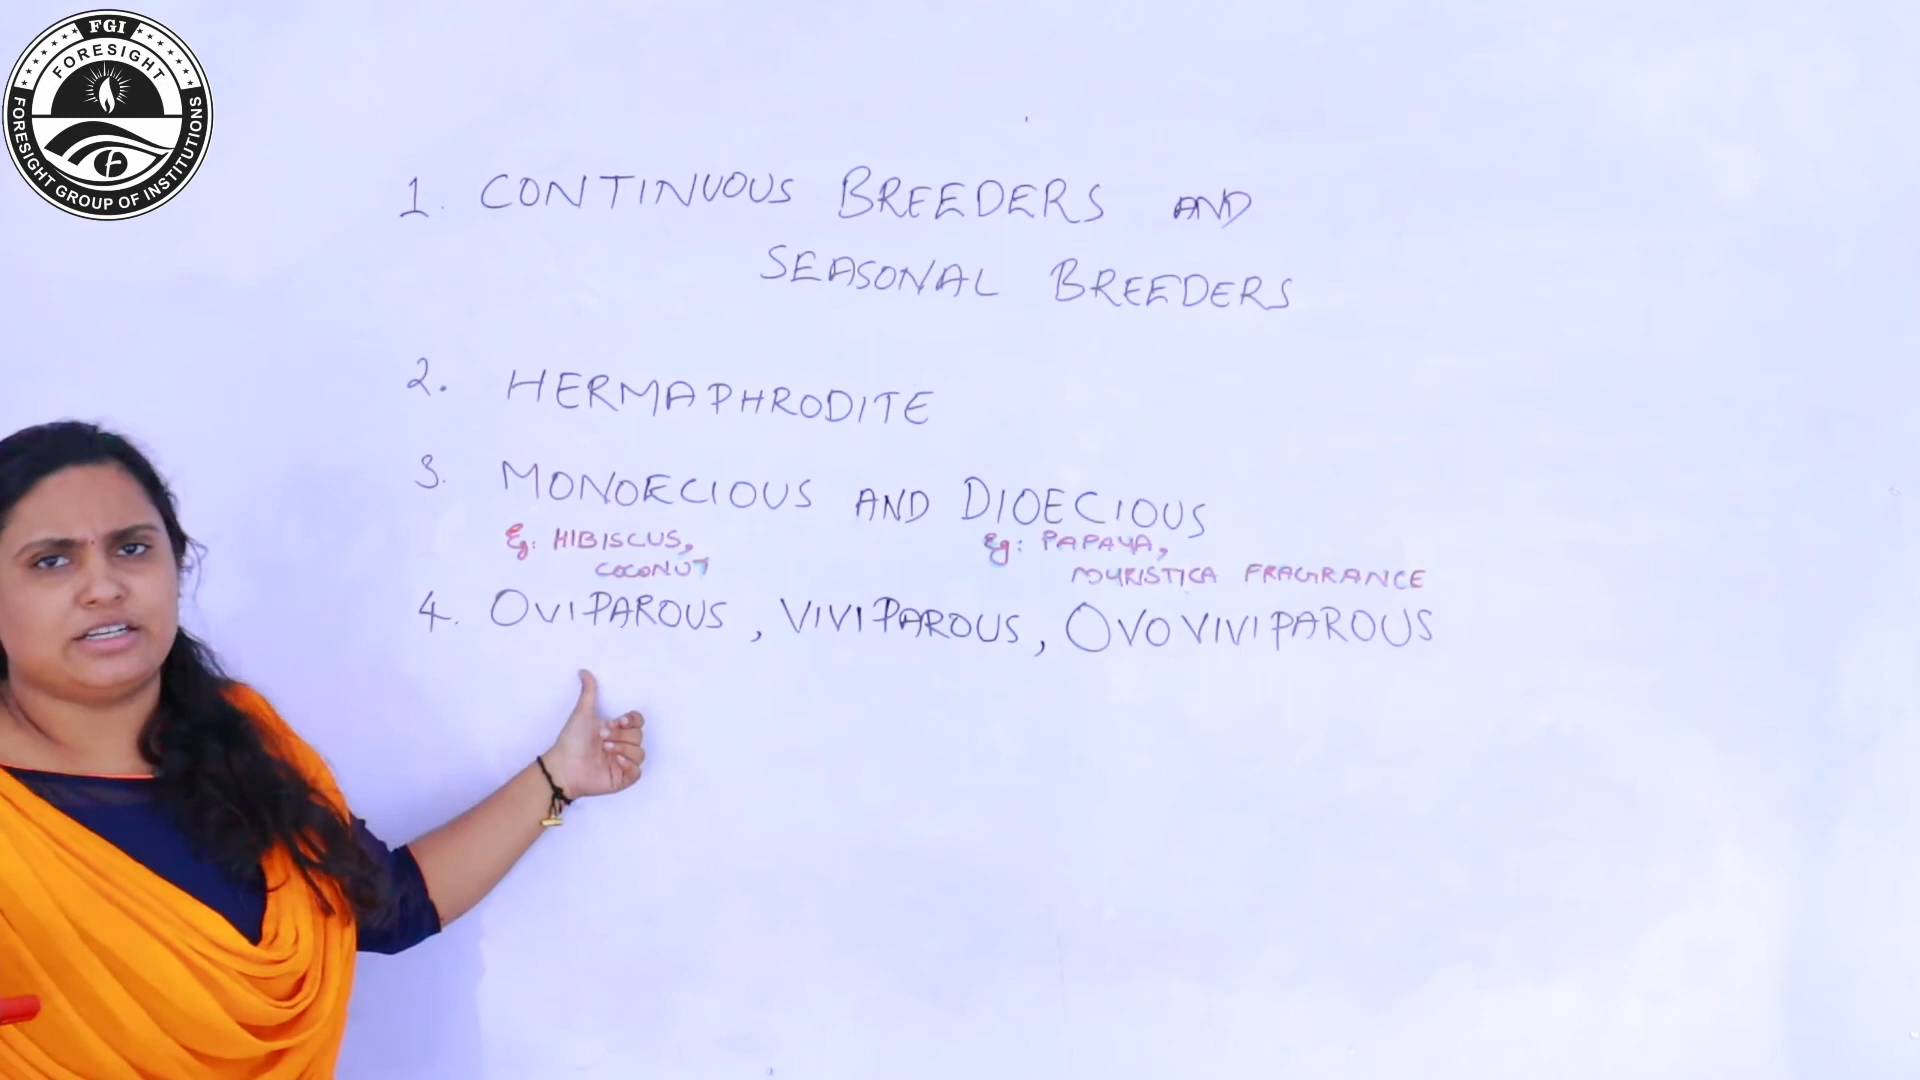 FGI
FORESIGHT
FORESIGHT GROUP OF INSTITUTIONS
1. CONTINUOUS BREEDERS AND
SEASONAL BREEDERS
2. HERMAPHRODITE
3. MONOECIOUS AND DIOECIOUS
Eg: HIBISCUS, Eg: PAPAYA,
COCONUT MYRISTICA FRAGRANCE
4. OVIPAROUS, VIVIPAROUS, OVOVIVIPAROUS